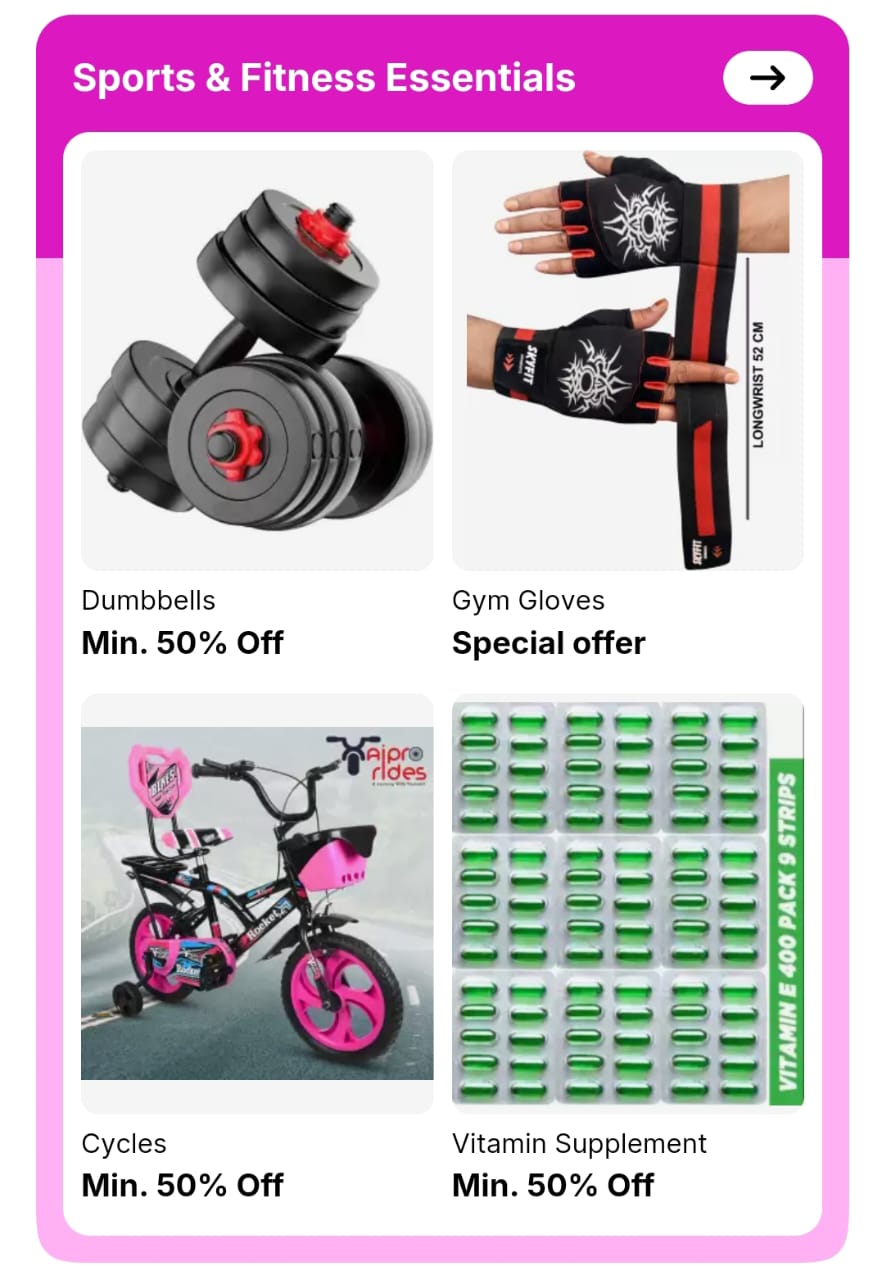 Sports & Fitness Essentials
SKYFIT
LONGWRIST 52 CM
SKYFIT
Dumbbells
Gym Gloves
Min. 50% Off
Special offer
Ajpro
rides
BIKES
Rocket
VITAMIN E 400 PACK 9 STRIPS
Cycles
Vitamin Supplement
Min. 50% Off
Min. 50% Off